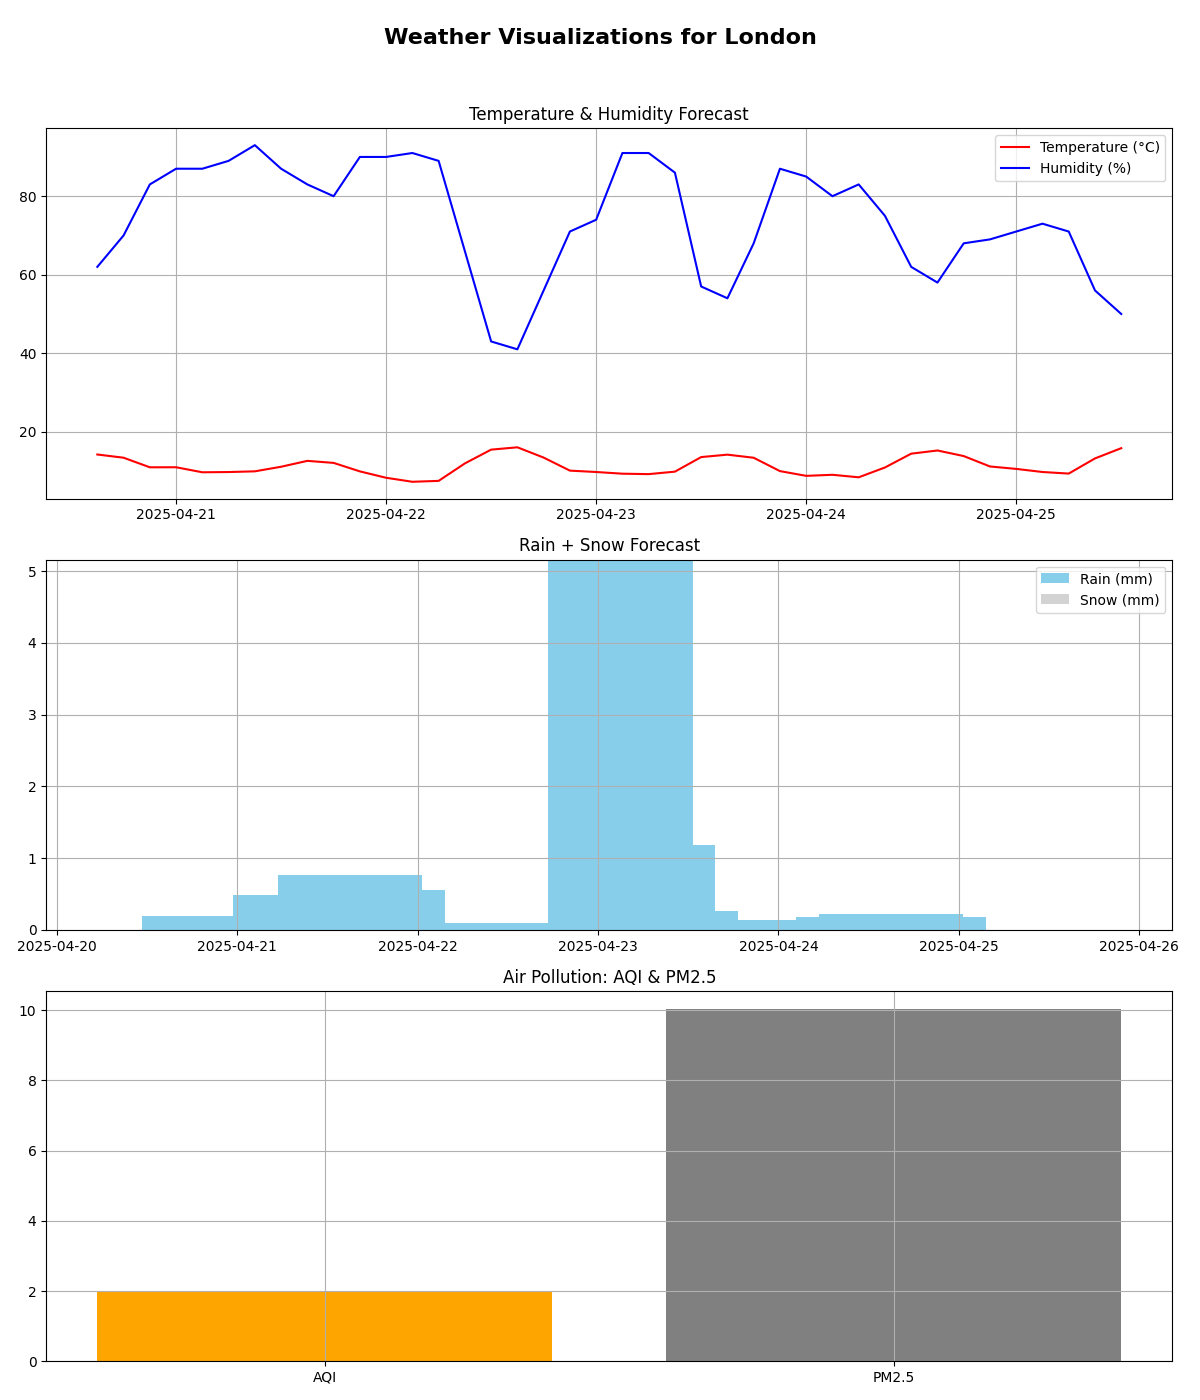 Weather Visualizations for London
Temperature & Humidity Forecast
Temperature (°C)
Humidity (%)
80
60
40
20
2025-04-21 2025-04-22 2025-04-23 2025-04-24 2025-04-25
Rain + Snow Forecast
Rain (mm)
Snow (mm)
5
4
3
2
1
0
2025-04-20 2025-04-21 2025-04-22 2025-04-23 2025-04-24 2025-04-25 2025-04-26
Air Pollution: AQI & PM2.5
10
8
6
4
2
0
AQI PM2.5